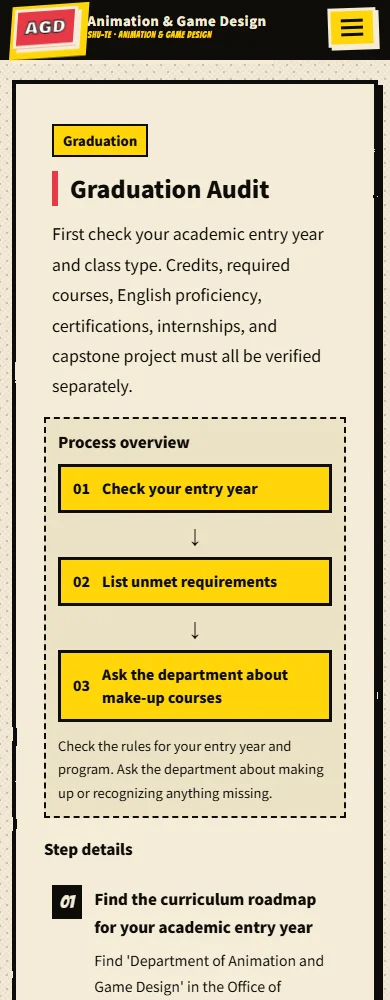 AGD
Animation & Game Design
SHU-TE · ANIMATION & GAME DESIGN
Graduation
Graduation Audit
First check your academic entry year
and class type. Credits, required
courses, English proficiency,
certifications, internships, and
capstone project must all be verified
separately.
Process overview
01 Check your entry year
↓
02 List unmet requirements
↓
03 Ask the department about
make-up courses
Check the rules for your entry year and
program. Ask the department about making
up or recognizing anything missing.
Step details
01 Find the curriculum roadmap
for your academic entry year
Find 'Department of Animation and
Game Design' in the Office of